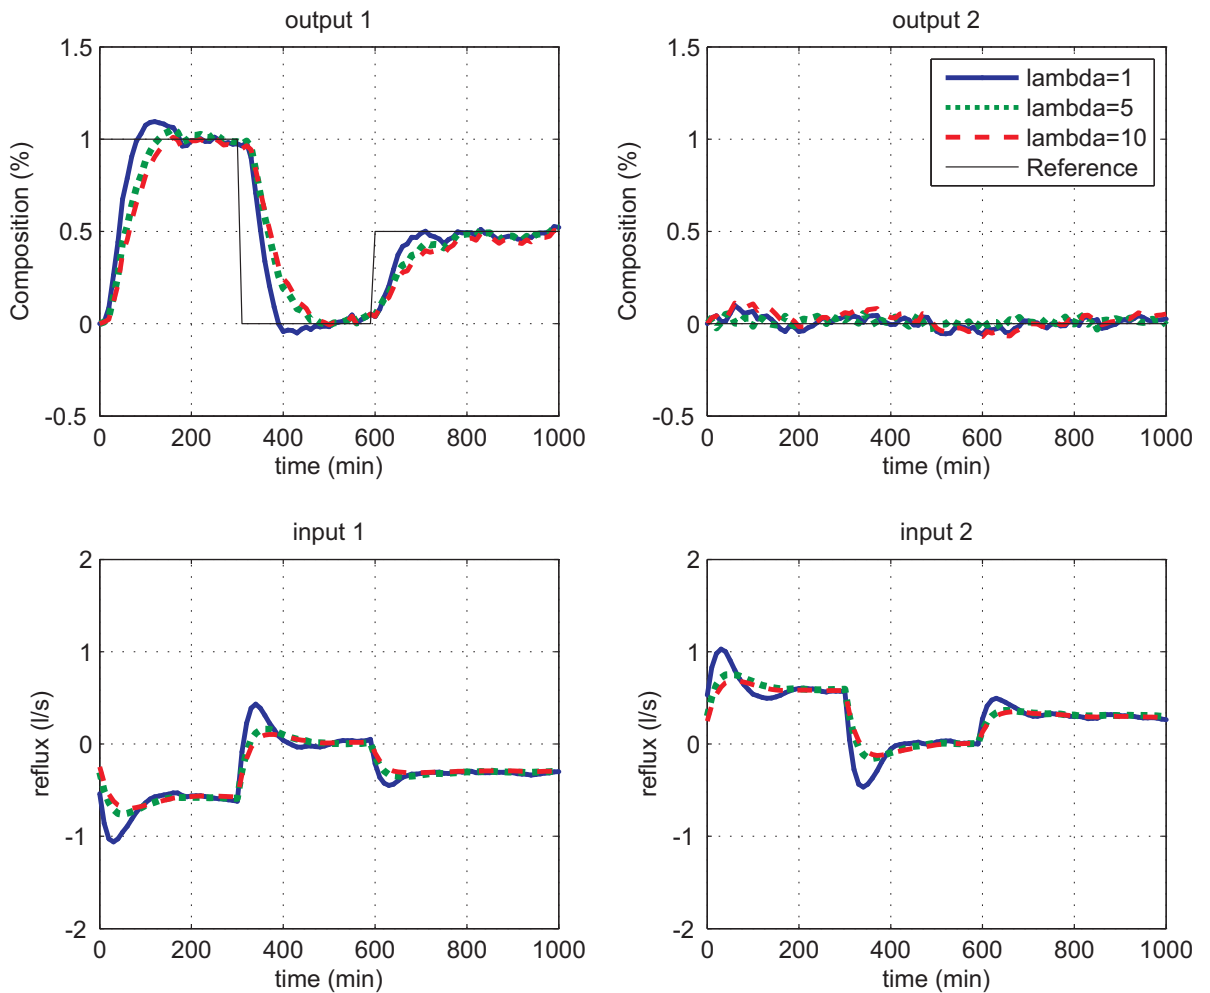 output 1
1.5
1
0.5
0
-0.5
Composition (%)
0 200 400 600 800 1000
time (min)
output 2
1.5
1
0.5
0
-0.5
Composition (%)
lambda=1
lambda=5
lambda=10
Reference
0 200 400 600 800 1000
time (min)
input 1
2
1
0
-1
-2
reflux (l/s)
0 200 400 600 800 1000
time (min)
input 2
2
1
0
-1
-2
reflux (l/s)
0 200 400 600 800 1000
time (min)